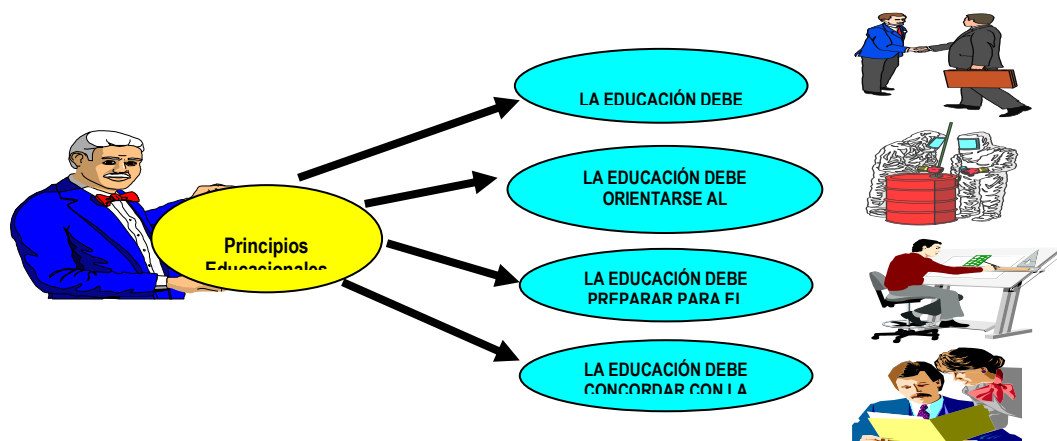 Principios
Educacionales
LA EDUCACIÓN DEBE
LA EDUCACIÓN DEBE
ORIENTARSE AL
LA EDUCACIÓN DEBE
PREPARAR PARA EL
LA EDUCACIÓN DEBE
CONCORDAR CON LA